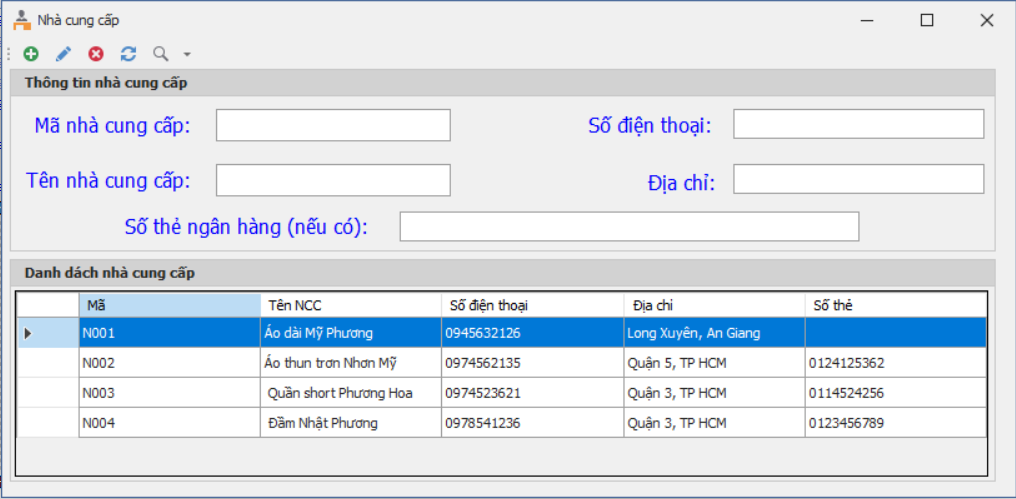 Nhà cung cấp
Thông tin nhà cung cấp
Mã nhà cung cấp: Số điện thoại:
Tên nhà cung cấp: Địa chỉ:
Số thẻ ngân hàng (nếu có):
Danh dách nhà cung cấp
Mã Tên NCC Số điện thoại Địa chỉ Số thẻ
N001 Áo dài Mỹ Phương 0945632126 Long Xuyên, An Giang
N002 Áo thun trơn Nhơn Mỹ 0974562135 Quận 5, TP HCM 0124125362
N003 Quần short Phương Hoa 0974523621 Quận 3, TP HCM 0114524256
N004 Đầm Nhật Phương 0978541236 Quận 3, TP HCM 0123456789